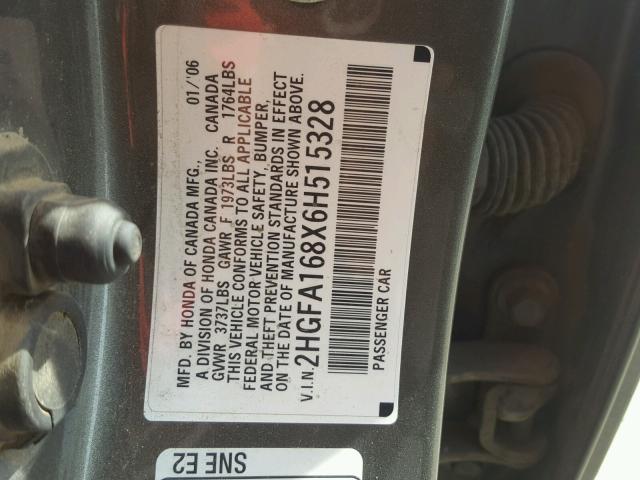 MFD. BY HONDA OF CANADA MFG., 01/'06
A DIVISION OF HONDA CANADA INC. CANADA
GVWR 3737LBS GAWR F 1973LBS R 1764LBS
THIS VEHICLE CONFORMS TO ALL APPLICABLE
FEDERAL MOTOR VEHICLE SAFETY, BUMPER,
AND THEFT PREVENTION STANDARDS IN EFFECT
ON THE DATE OF MANUFACTURE SHOWN ABOVE.
V.I.N. 2HGFA168X6H515328
PASSENGER CAR
SNE E2